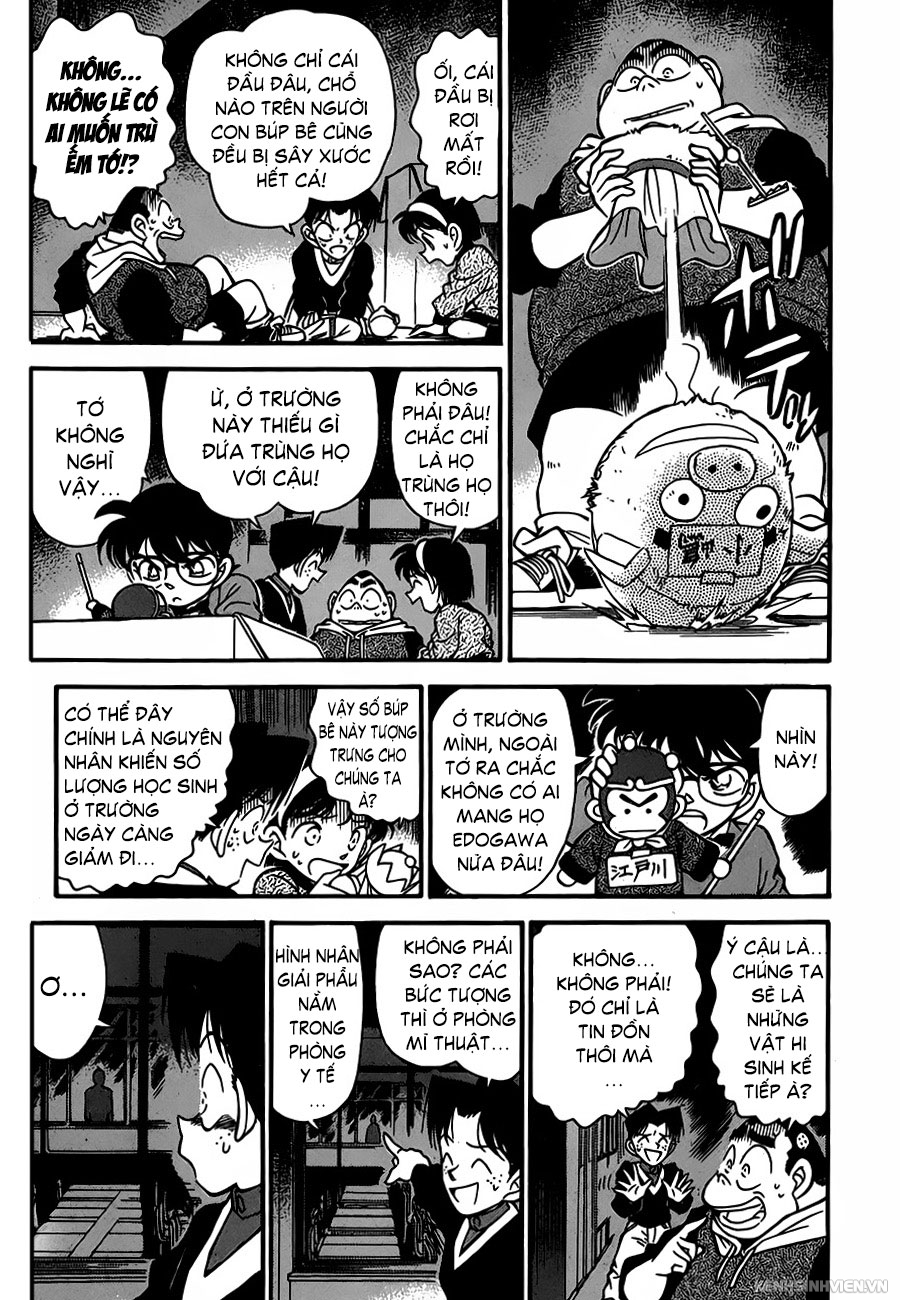 ỐI, CÁI
ĐẦU BỊ
RƠI
MẤT
RỒI!
KHÔNG CHỈ CÁI
ĐẦU ĐÂU, CHỔ
NÀO TRÊN NGƯỜI
CON BÚP BÊ CŨNG
ĐỀU BỊ SÂY XƯỚC
HẾT CẢ!
KHÔNG...
KHÔNG LẼ CÓ
AI MUỐN TRÙ
ẾM TỚ!?
KHÔNG
PHẢI ĐÂU!
CHẮC CHỈ
LÀ HỌ
TRÙNG HỌ
THÔI!
Ừ, Ở TRƯỜNG
NÀY THIẾU GÌ
ĐỨA TRÙNG HỌ
VỚI CẬU!
TỚ
KHÔNG
NGHĨ
VẬY...
NHÌN
NÀY!
Ở TRƯỜNG
MÌNH, NGOÀI
TỚ RA CHẮC
KHÔNG CÓ AI
MANG HỌ
EDOGAWA
NỮA ĐÂU!
江戸川
VẬY SỐ BÚP
BÊ NÀY TƯỢNG
TRƯNG CHO
CHÚNG TA
À?
CÓ THỂ ĐÂY
CHÍNH LÀ NGUYÊN
NHÂN KHIẾN SỐ
LƯỢNG HỌC SINH
Ở TRƯỜNG
NGÀY CÀNG
GIẢM ĐI...
Ý CẬU LÀ...
CHÚNG TA
SẼ LÀ
NHỮNG
VẬT HI
SINH KẾ
TIẾP À?
KHÔNG...
KHÔNG PHẢI!
ĐÓ CHỈ LÀ
TIN ĐỒN
THÔI MÀ
KHÔNG PHẢI
SAO? CÁC
BỨC TƯỢNG
THÌ Ở PHÒNG
MĨ THUẬT...
HÌNH NHÂN
GIẢI PHẨU
NẰM
TRONG
PHÒNG
Y TẾ
...
Ơ...
KENHSINHVIEN.VN